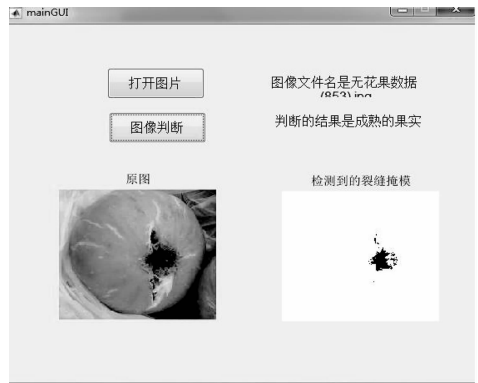 mainGUI
打开图片
图像文件名是无花果数据
(853).jpg
图像判断
判断的结果是成熟的果实
原图
检测到的裂缝掩模